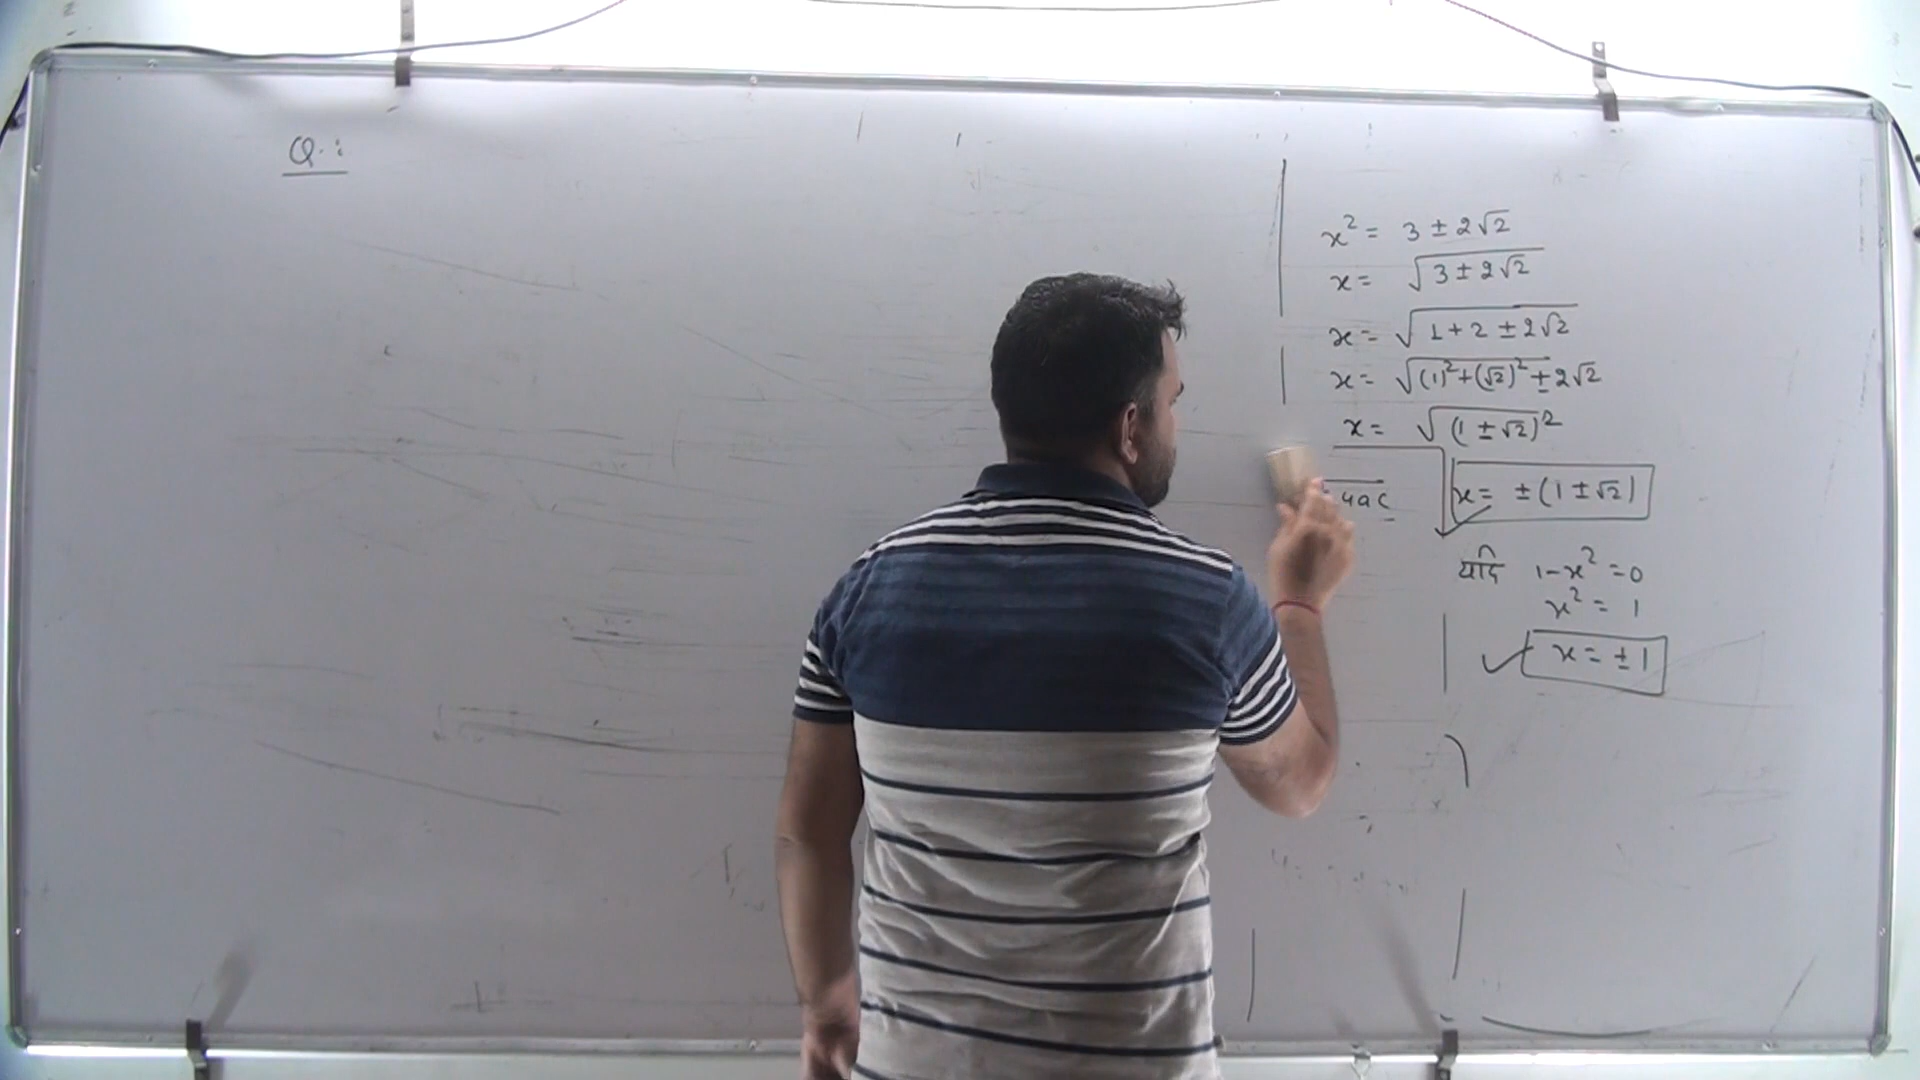 Q.:
x² = 3 ± 2√2
x = √(3 ± 2√2)
x = √(1 + 2 ± 2√2)
x = √((1)² + (√2)² ± 2√2)
x = √((1 ± √2)²)
4ac
x = ± (1 ± √2)
यदि 1 - x² = 0
x² = 1
x = ± 1